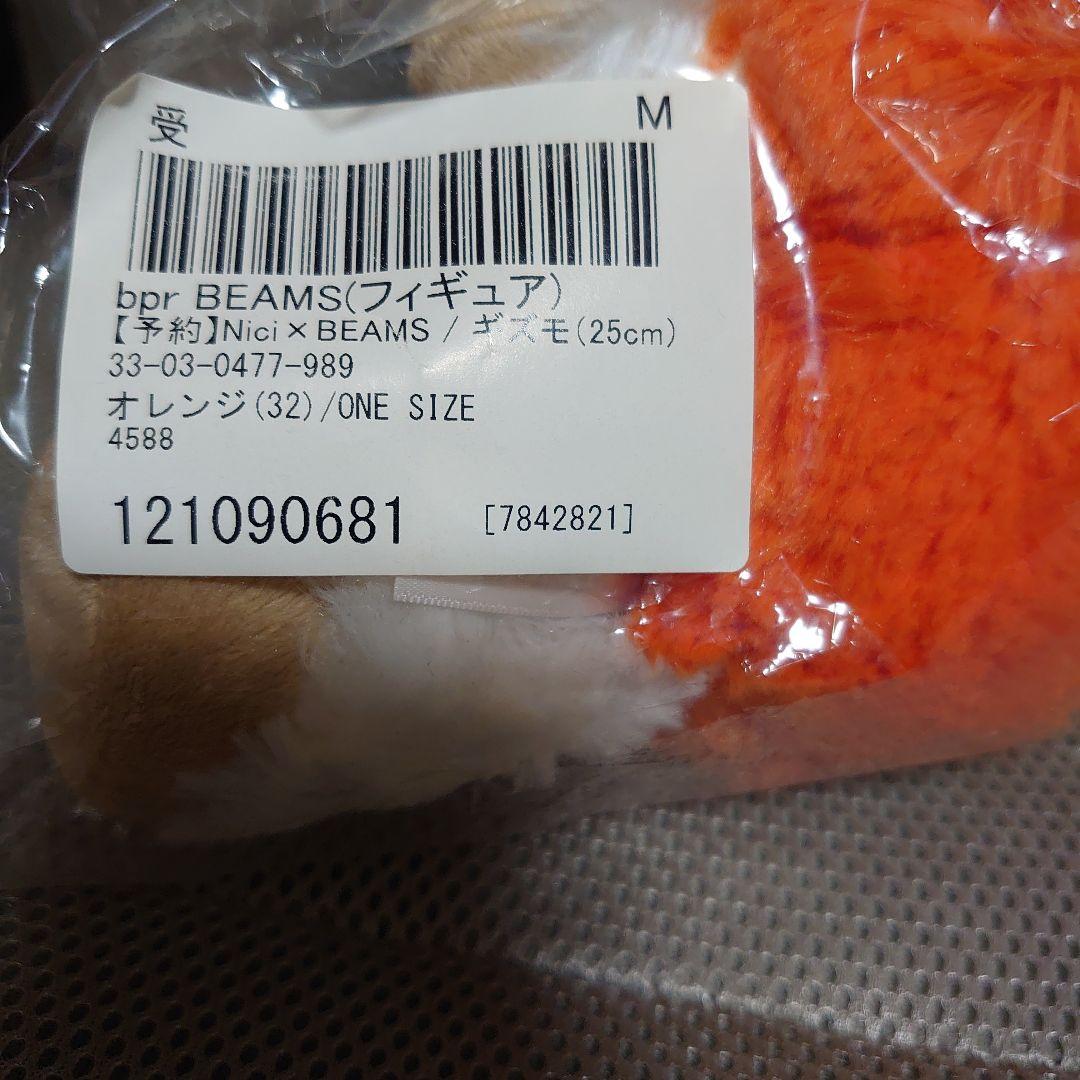 受 M
bpr BEAMS(フィギュア)
【予約】Nici×BEAMS / ギズモ(25cm)
33-03-0477-989
オレンジ(32)/ONE SIZE
4588
121090681 [7842821]